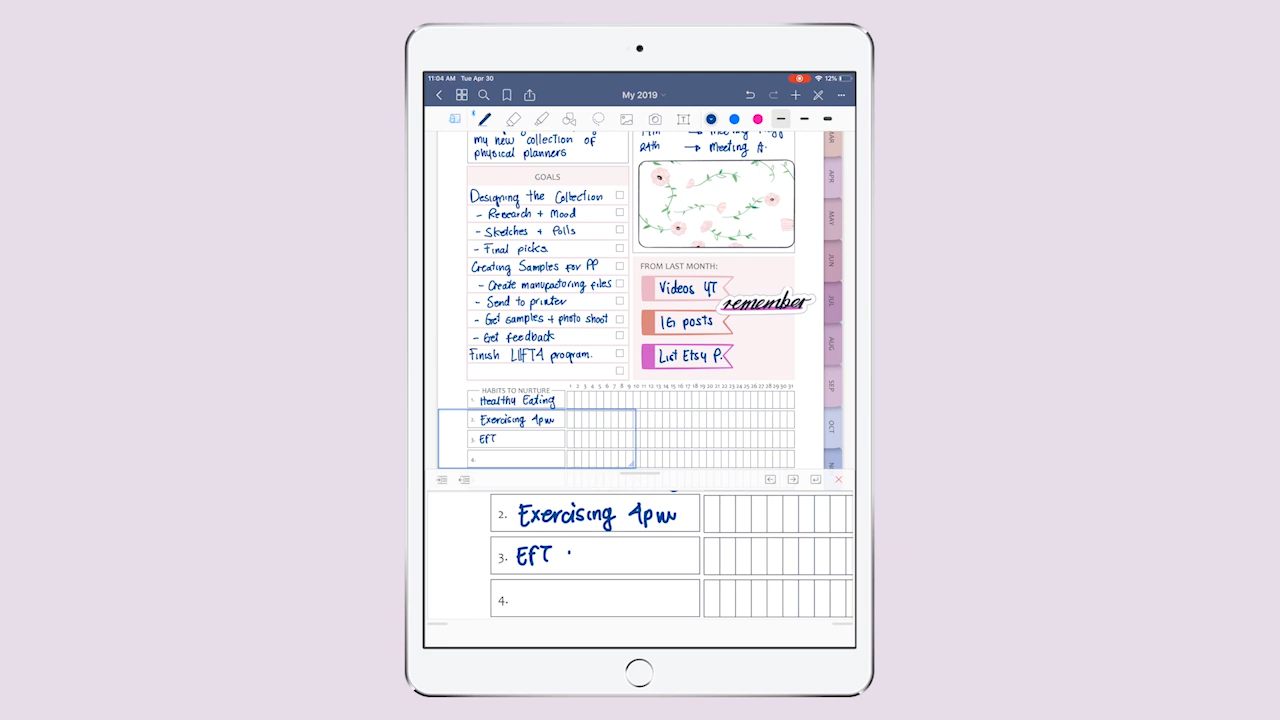 11:04 AM Tue Apr 30
12%
My 2019
my new collection of
physical planners
24th → Meeting A.
GOALS
Designing the Collection
- Research + Mood
- Sketches + Polls
- Final picks
Creating Samples for PP
- Create manufacturing files
- Send to printer
- Get samples + photo shoot
- Get feedback
Finish LIIFT4 program.
FROM LAST MONTH:
Videos YT
remember
IG posts
List Etsy P.
HABITS TO NURTURE
1 2 3 4 5 6 7 8 9 10 11 12 13 14 15 16 17 18 19 20 21 22 23 24 25 26 27 28 29 30 31
1. Healthy Eating
2. Exercising 4pm
3. EFT
4.
MAR
APR
MAY
JUN
JUL
AUG
SEP
OCT
2. Exercising 4pm
3. EFT
4.